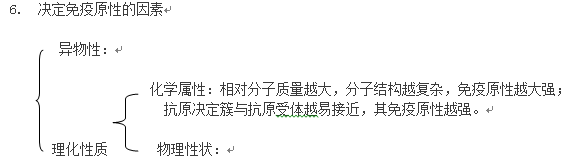 6. 决定免疫原性的因素
异物性：
化学属性：相对分子质量越大，分子结构越复杂，免疫原性越大强；
抗原决定簇与抗原受体越易接近，其免疫原性越强。
理化性质 物理性状：